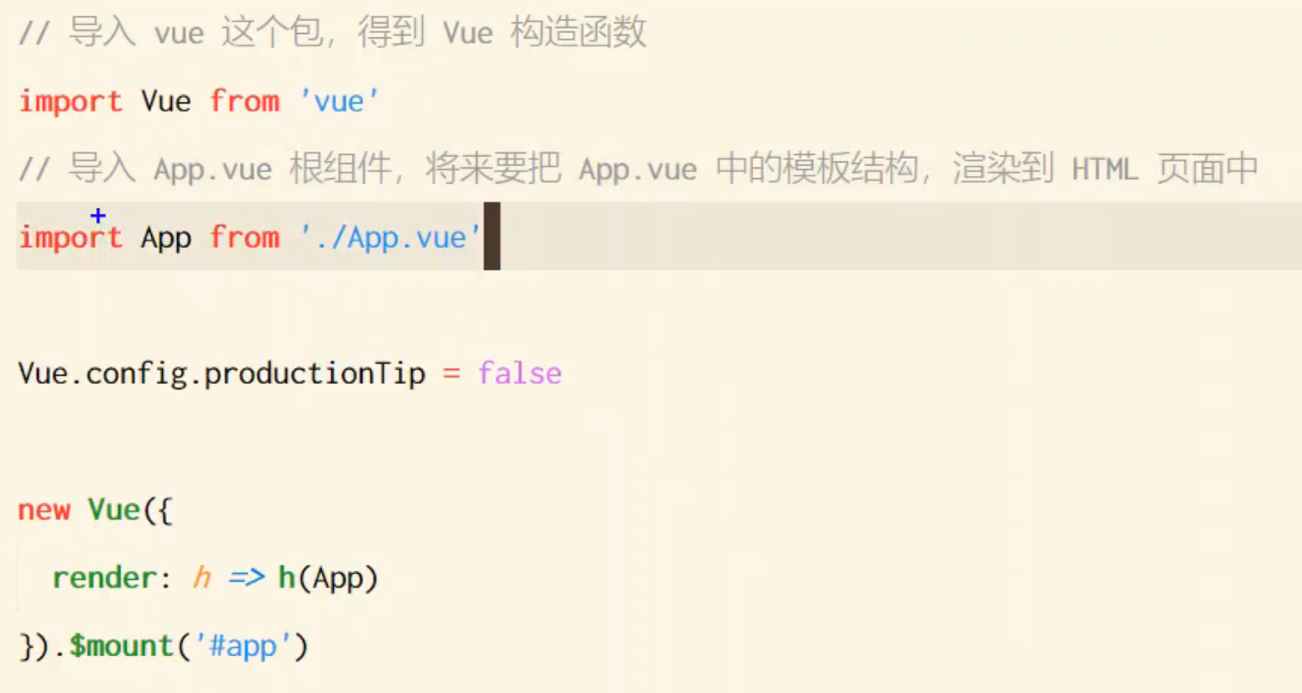 // 导入 vue 这个包，得到 Vue 构造函数
import Vue from 'vue'
// 导入 App.vue 根组件，将来要把 App.vue 中的模板结构，渲染到 HTML 页面中
import App from './App.vue'
Vue.config.productionTip = false
new Vue({
  render: h => h(App)
}).$mount('#app')